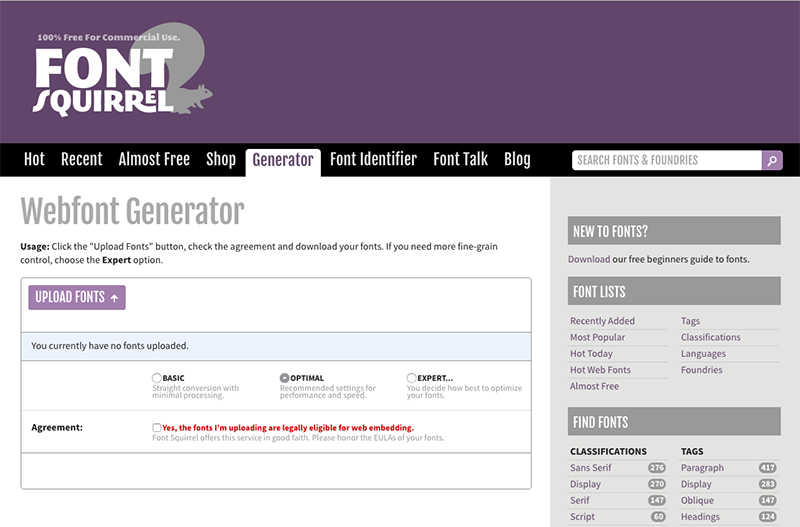 100% Free For Commercial Use.
FONT
SQUIRREL
Hot Recent Almost Free Shop Generator Font Identifier Font Talk Blog
SEARCH FONTS & FOUNDRIES
Webfont Generator
Usage: Click the "Upload Fonts" button, check the agreement and download your fonts. If you need more fine-grain
control, choose the Expert option.
UPLOAD FONTS
You currently have no fonts uploaded.
BASIC
Straight conversion with
minimal processing.
OPTIMAL
Recommended settings for
performance and speed.
EXPERT...
You decide how best to optimize
your fonts.
Agreement:
Yes, the fonts I'm uploading are legally eligible for web embedding.
Font Squirrel offers this service in good faith. Please honor the EULAs of your fonts.
NEW TO FONTS?
Download our free beginners guide to fonts.
FONT LISTS
Recently Added
Most Popular
Hot Today
Hot Web Fonts
Almost Free
Tags
Classifications
Languages
Foundries
FIND FONTS
CLASSIFICATIONS
Sans Serif 276
Display 270
Serif 147
Script 60
TAGS
Paragraph 417
Display 283
Oblique 147
Headings 124